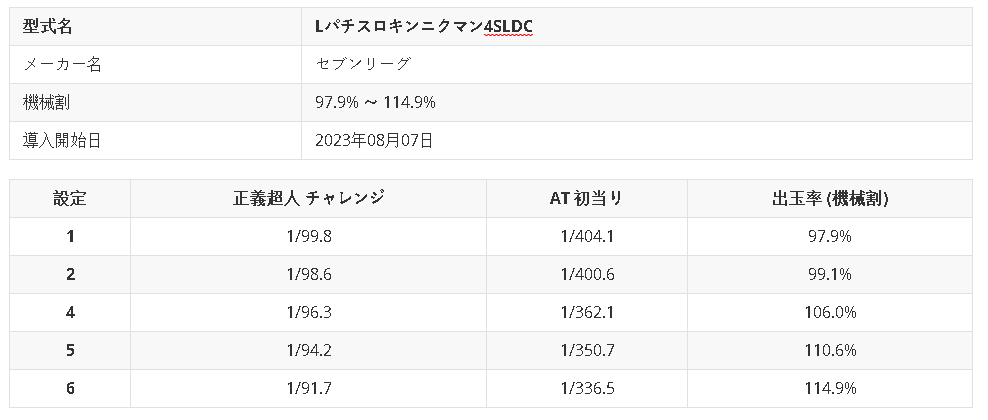 型式名 Lパチスロキンニクマン4SLDC
メーカー名 セブンリーグ
機械割 97.9% ～ 114.9%
導入開始日 2023年08月07日
設定 正義超人 チャレンジ AT 初当り 出玉率 (機械割)
1 1/99.8 1/404.1 97.9%
2 1/98.6 1/400.6 99.1%
4 1/96.3 1/362.1 106.0%
5 1/94.2 1/350.7 110.6%
6 1/91.7 1/336.5 114.9%